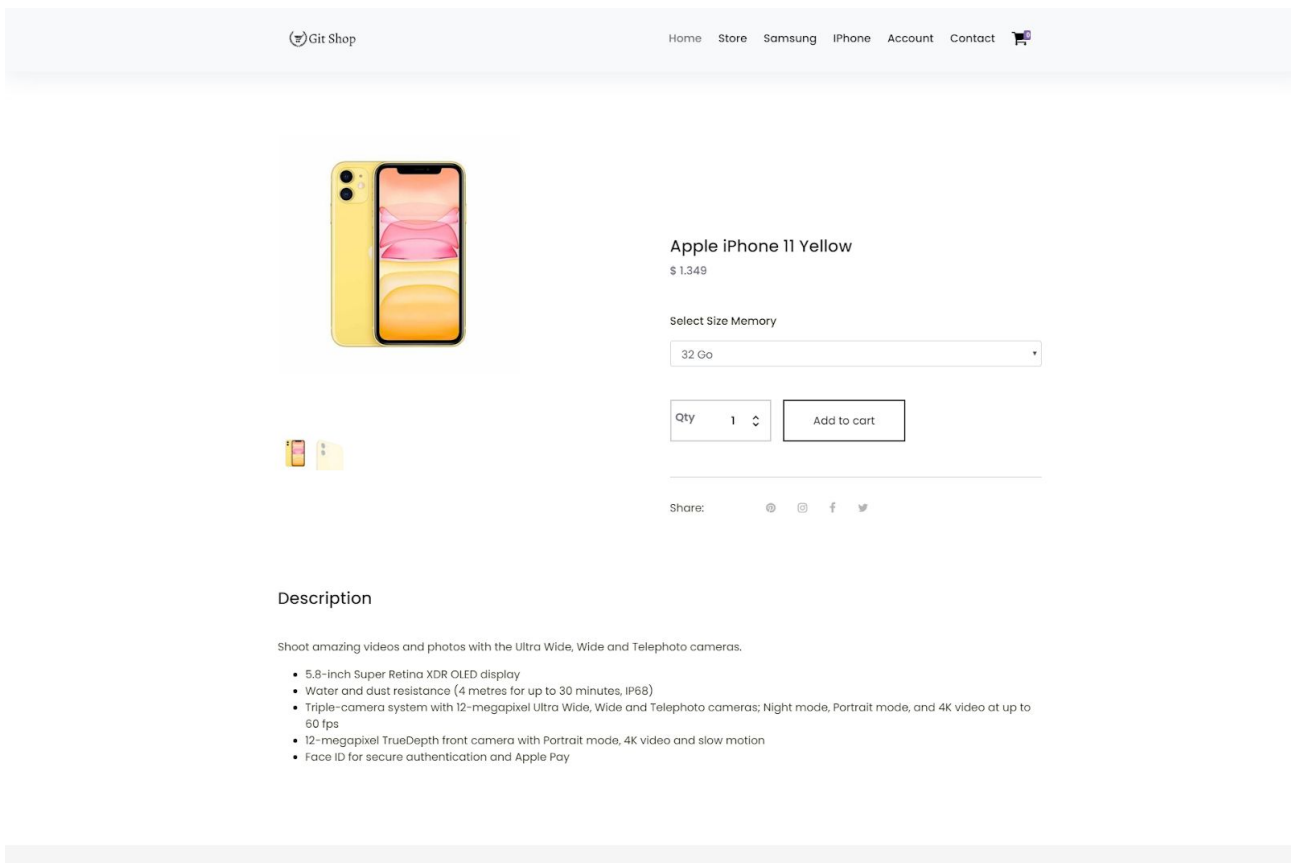 Git Shop
Home Store Samsung IPhone Account Contact 0
Apple iPhone 11 Yellow
$ 1.349
Select Size Memory
32 Go
Qty 1 Add to cart
Share:
Description
Shoot amazing videos and photos with the Ultra Wide, Wide and Telephoto cameras.
5.8-inch Super Retina XDR OLED display
Water and dust resistance (4 metres for up to 30 minutes, IP68)
Triple-camera system with 12-megapixel Ultra Wide, Wide and Telephoto cameras; Night mode, Portrait mode, and 4K video at up to
60 fps
12-megapixel TrueDepth front camera with Portrait mode, 4K video and slow motion
Face ID for secure authentication and Apple Pay